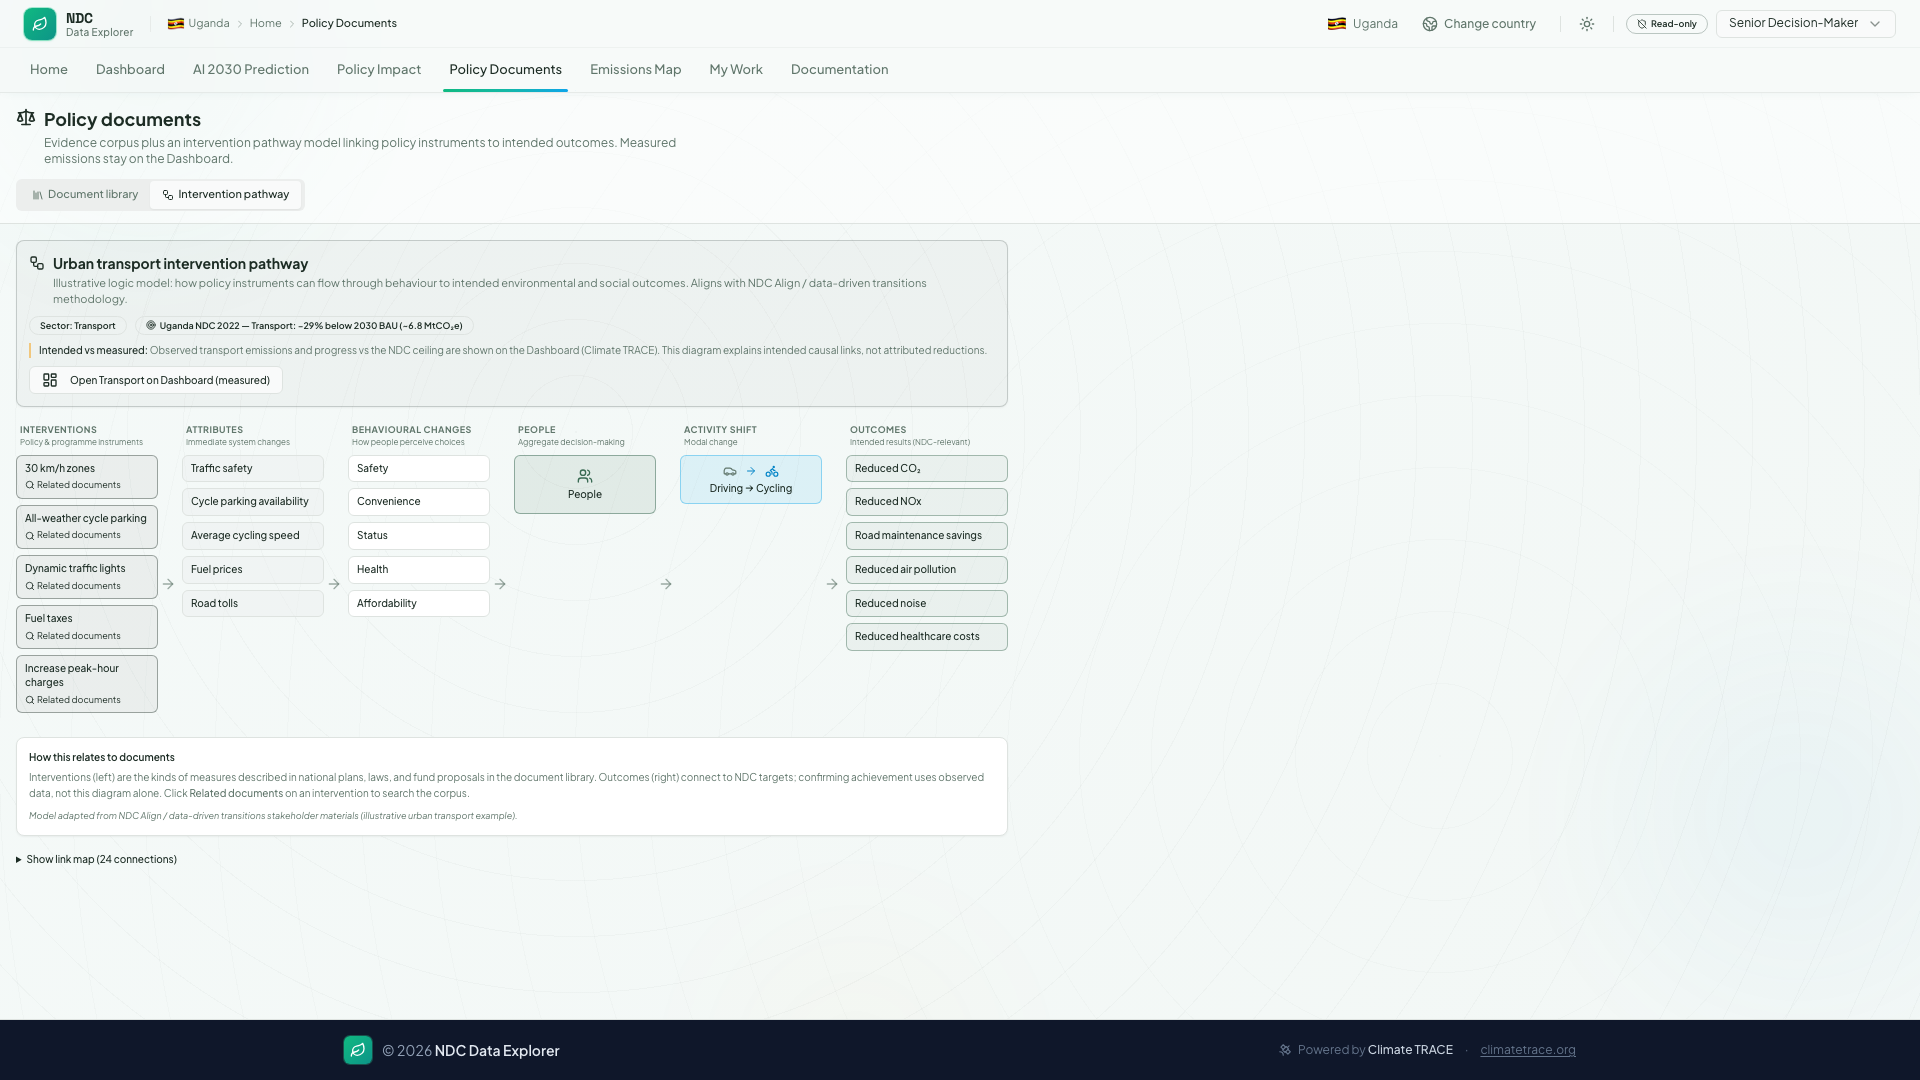 NDC
Data Explorer
Uganda
Home
Policy Documents
Uganda
Change country
Read-only
Senior Decision-Maker
Home
Dashboard
AI 2030 Prediction
Policy Impact
Policy Documents
Emissions Map
My Work
Documentation
Policy documents
Evidence corpus plus an intervention pathway model linking policy instruments to intended outcomes. Measured
emissions stay on the Dashboard.
Document library
Intervention pathway
Urban transport intervention pathway
Illustrative logic model: how policy instruments can flow through behaviour to intended environmental and social outcomes. Aligns with NDC Align / data-driven transitions
methodology.
Sector: Transport
Uganda NDC 2022 — Transport: −29% below 2030 BAU (~6.8 MtCO₂e)
Intended vs measured: Observed transport emissions and progress vs the NDC ceiling are shown on the Dashboard (Climate TRACE). This diagram explains intended causal links, not attributed reductions.
Open Transport on Dashboard (measured)
INTERVENTIONS
Policy & programme instruments
30 km/h zones
Related documents
All-weather cycle parking
Related documents
Dynamic traffic lights
Related documents
Fuel taxes
Related documents
Increase peak-hour
charges
Related documents
ATTRIBUTES
Immediate system changes
Traffic safety
Cycle parking availability
Average cycling speed
Fuel prices
Road tolls
BEHAVIOURAL CHANGES
How people perceive choices
Safety
Convenience
Status
Health
Affordability
PEOPLE
Aggregate decision-making
People
ACTIVITY SHIFT
Modal change
Driving → Cycling
OUTCOMES
Intended results (NDC-relevant)
Reduced CO₂
Reduced NOx
Road maintenance savings
Reduced air pollution
Reduced noise
Reduced healthcare costs
How this relates to documents
Interventions (left) are the kinds of measures described in national plans, laws, and fund proposals in the document library. Outcomes (right) connect to NDC targets; confirming achievement uses observed
data, not this diagram alone. Click Related documents on an intervention to search the corpus.
Model adapted from NDC Align / data-driven transitions stakeholder materials (illustrative urban transport example).
Show link map (24 connections)
© 2026 NDC Data Explorer
Powered by Climate TRACE · climatetrace.org